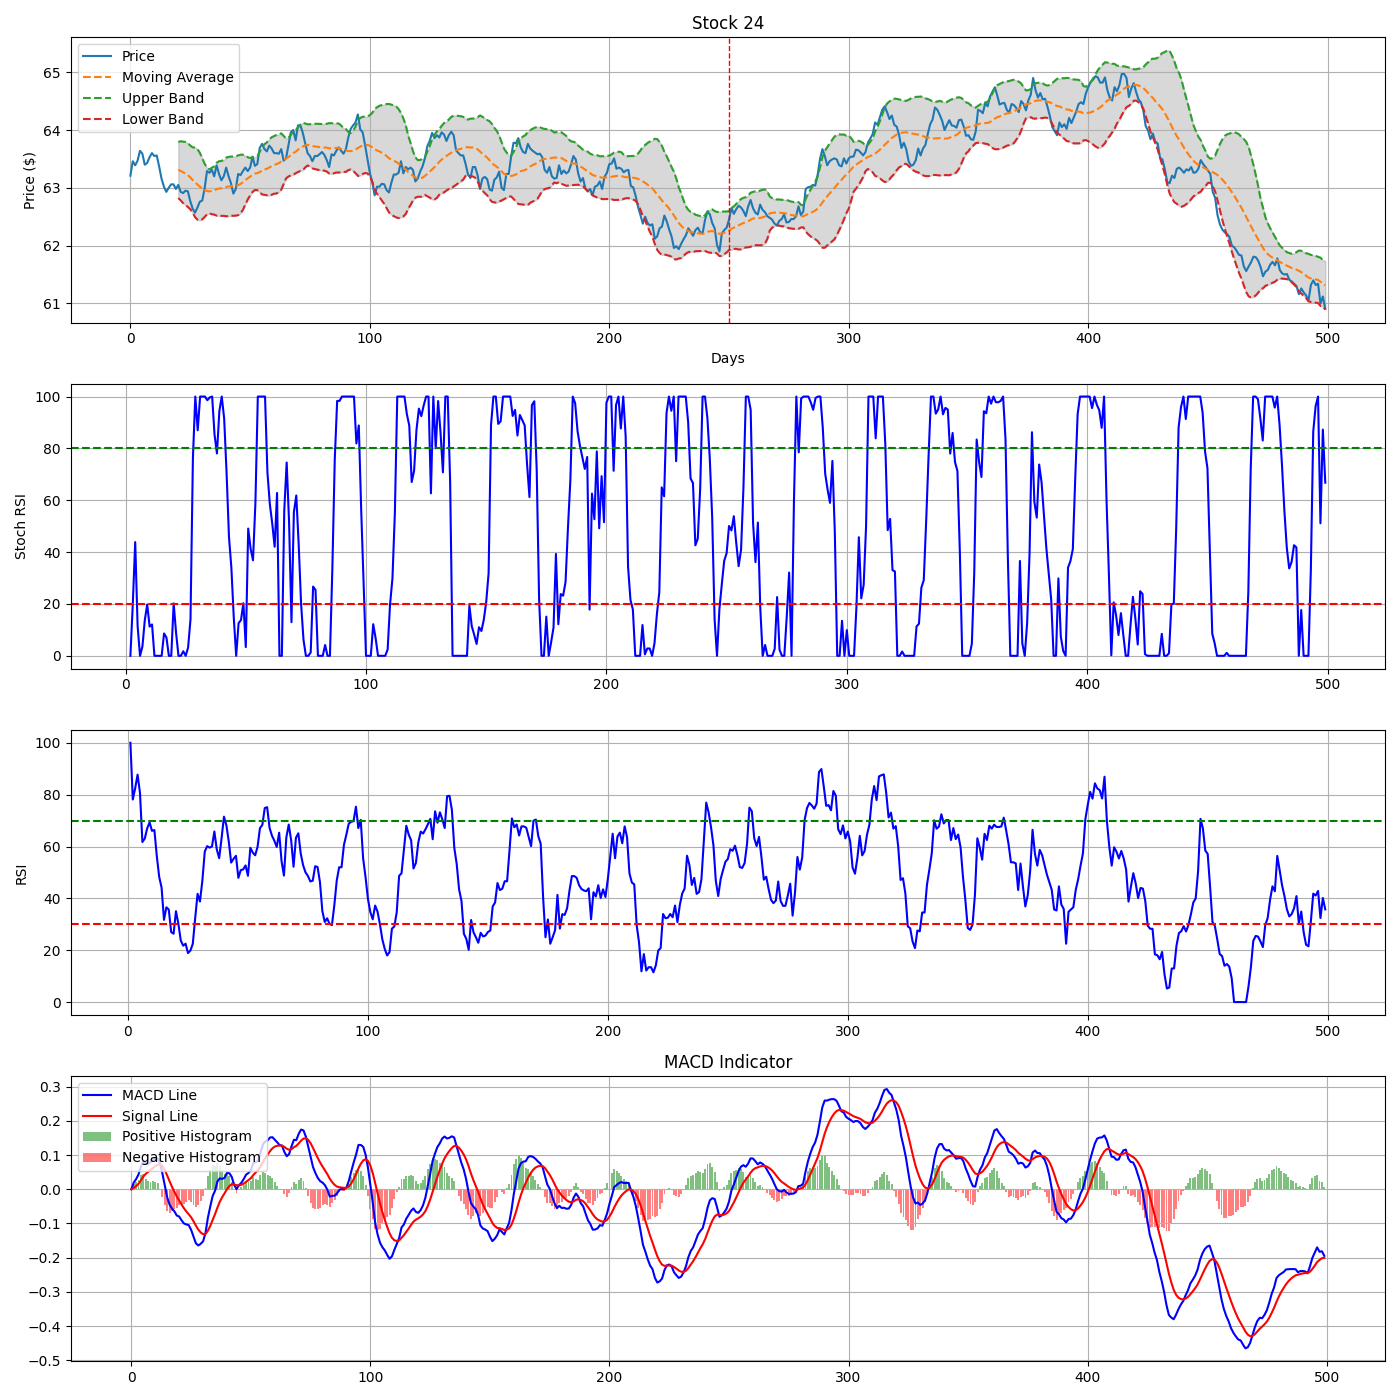 Stock 24
Price
Moving Average
Upper Band
Lower Band
Price ($)
65
64
63
62
61
0 100 200 300 400 500
Days
Stoch RSI
100
80
60
40
20
0
0 100 200 300 400 500
RSI
100
80
60
40
20
0
0 100 200 300 400 500
MACD Indicator
MACD Line
Signal Line
Positive Histogram
Negative Histogram
0.3
0.2
0.1
0.0
−0.1
−0.2
−0.3
−0.4
−0.5
0 100 200 300 400 500